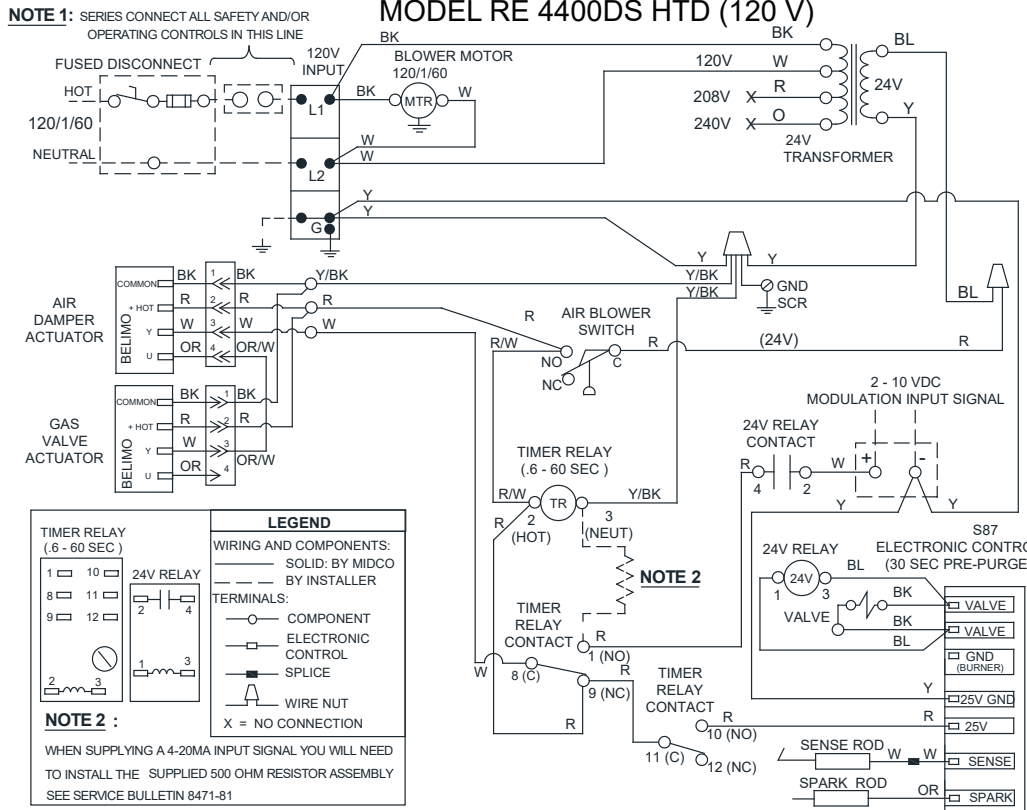 MODEL RE 4400DS HTD (120 V)
NOTE 1: SERIES CONNECT ALL SAFETY AND/OR
OPERATING CONTROLS IN THIS LINE
FUSED DISCONNECT
120V
INPUT
BK
BLOWER MOTOR
120/1/60
HOT
120/1/60
NEUTRAL
L1
BK
MTR
W
W
W
L2
Y
Y
G
BK
BL
120V
W
208V
X
R
240V
X
O
24V
Y
24V
TRANSFORMER
Y
Y
Y/BK
Y/BK
GND
SCR
BL
AIR
DAMPER
ACTUATOR
BELIMO
COMMON
+ HOT
Y
U
BK
R
W
OR
1
2
3
4
BK
R
W
OR/W
Y/BK
R
W
GAS
VALVE
ACTUATOR
BELIMO
COMMON
+ HOT
Y
U
BK
R
W
OR
1
2
3
4
BK
R
OR/W
R
AIR BLOWER
SWITCH
R/W
NO
NC
C
R
(24V)
R
2 - 10 VDC
MODULATION INPUT SIGNAL
24V RELAY
CONTACT
R
4
2
W
+
-
Y
Y
TIMER RELAY
(.6 - 60 SEC )
R/W
TR
Y/BK
R
2
(HOT)
3
(NEUT)
NOTE 2
S87
(30 SEC PRE-PURGE
24V RELAY
24V
1
3
BL
BK
VALVE
BK
BL
VALVE
VALVE
GND
(BURNER)
Y
25V GND
R
25V
W
W
SENSE
OR
SPARK
SENSE ROD
SPARK ROD
TIMER
RELAY
CONTACT
R
1 (NO)
W
8 (C)
R
9 (NC)
R
TIMER
RELAY
CONTACT
R
10 (NO)
11 (C)
12 (NC)
TIMER RELAY
(.6 - 60 SEC )
1
10
8
11
9
12
2
3
24V RELAY
2
4
1
3
LEGEND
WIRING AND COMPONENTS:
SOLID: BY MIDCO
BY INSTALLER
TERMINALS:
COMPONENT
ELECTRONIC
CONTROL
SPLICE
WIRE NUT
X = NO CONNECTION
NOTE 2 :
WHEN SUPPLYING A 4-20MA INPUT SIGNAL YOU WILL NEED
TO INSTALL THE SUPPLIED 500 OHM RESISTOR ASSEMBLY
SEE SERVICE BULLETIN 8471-81
ELECTRONIC